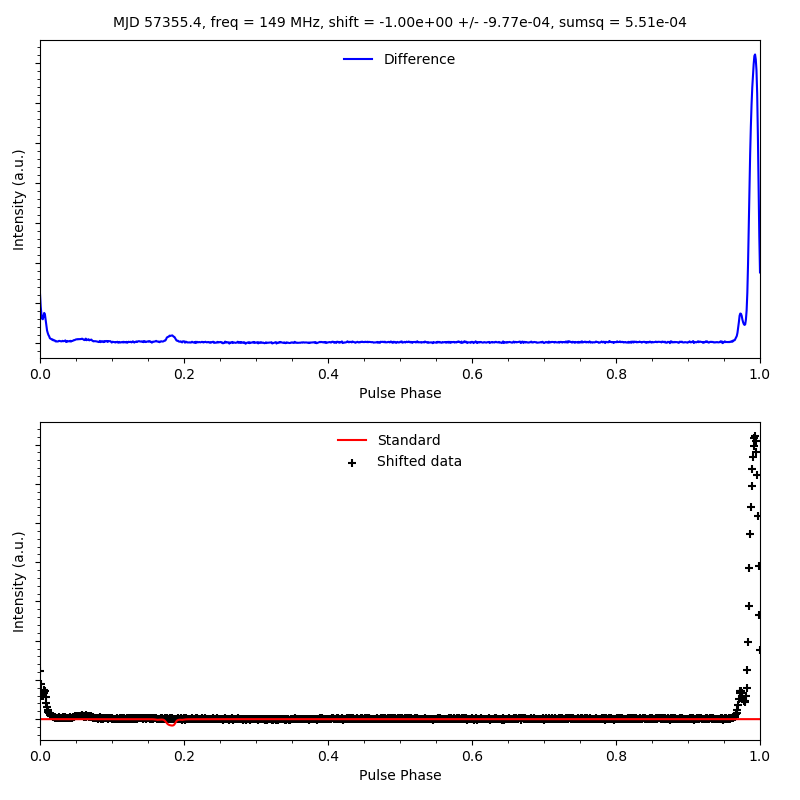 MJD 57355.4, freq = 149 MHz, shift = -1.00e+00 +/- -9.77e-04, sumsq = 5.51e-04
Difference
Intensity (a.u.)
0.0 0.2 0.4 0.6 0.8 1.0
Pulse Phase
Standard
Shifted data
Intensity (a.u.)
0.0 0.2 0.4 0.6 0.8 1.0
Pulse Phase